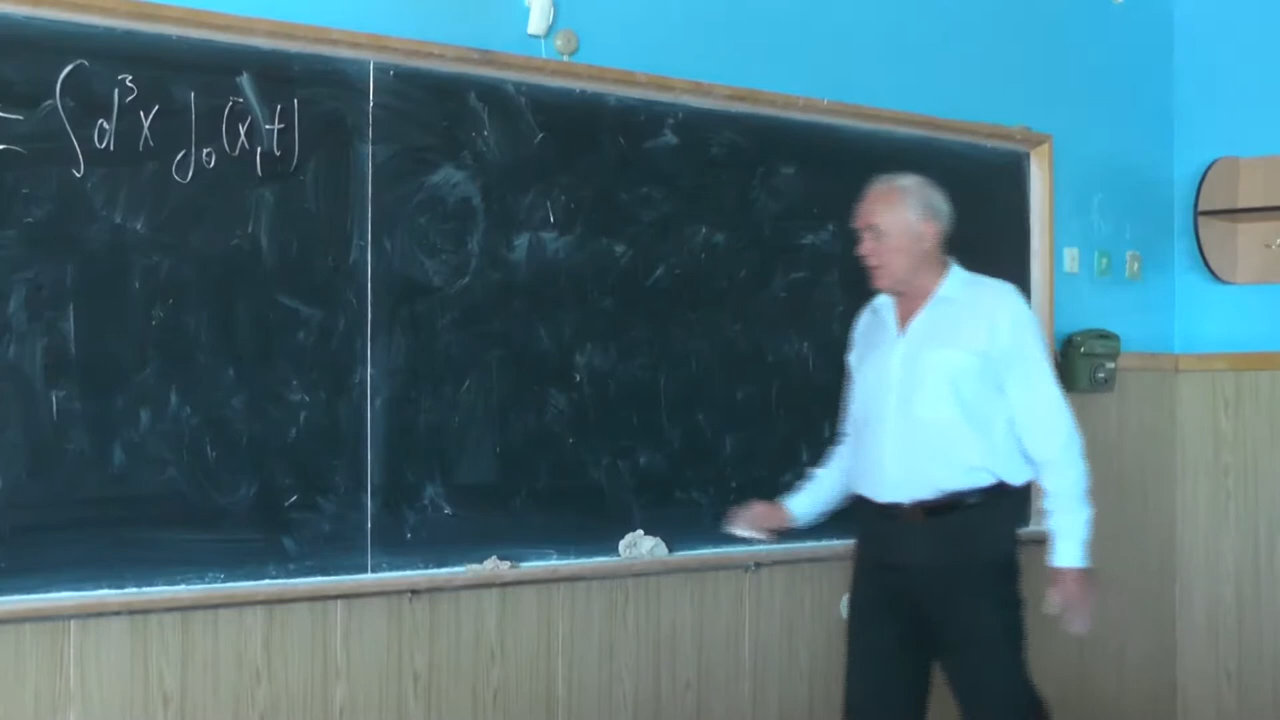 = ∫ d³x j₀(x̄,t)